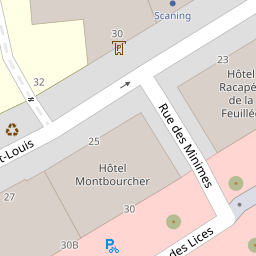 30
Scaning
P
32
23
Hôtel
Racapé
de la
Feuillée
Rue des Minimes
25
t-Louis
Hôtel
Montbourcher
27
30
30B
P
des Lices